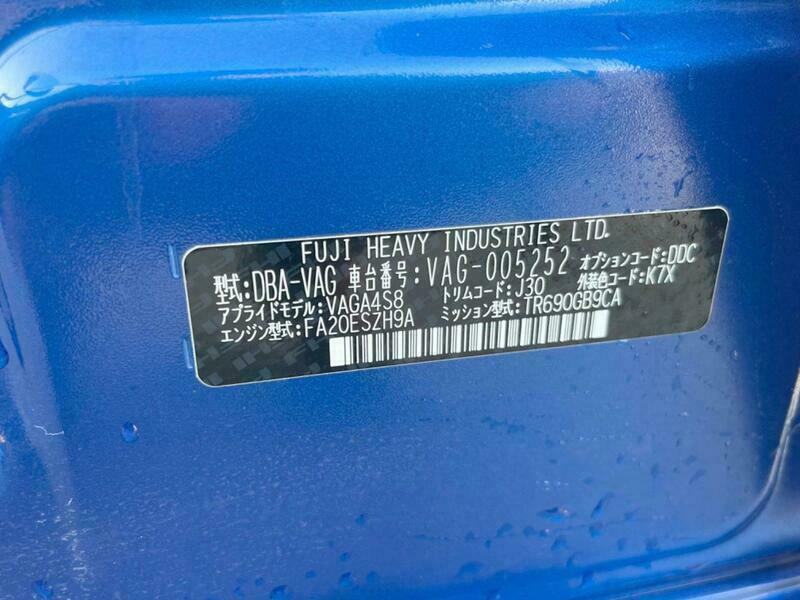 FUJI HEAVY INDUSTRIES LTD.
型式:DBA-VAG 車台番号:VAG-005252 オプションコード:DDC
アプライドモデル:VAGA4S8 トリムコード:J30 外装色コード:K7X
エンジン型式:FA20ESZH9A ミッション型式:TR690GB9CA